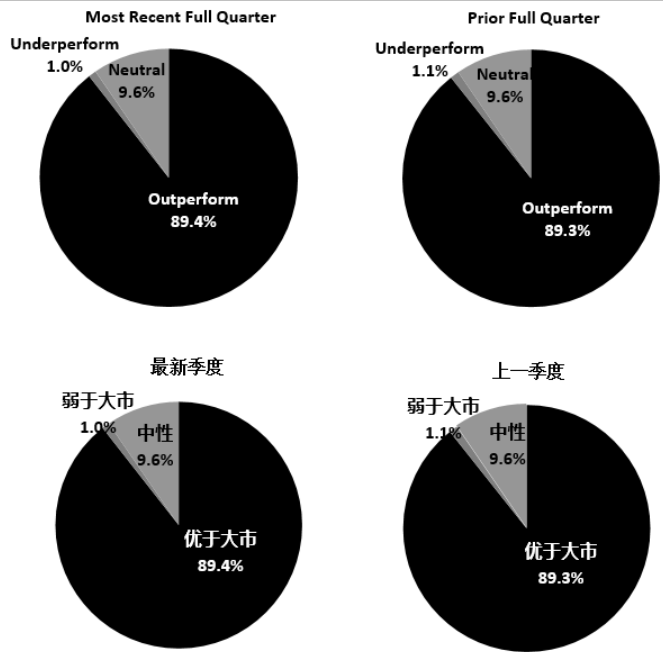 Most Recent Full Quarter
Underperform
1.0%
Neutral
9.6%
Outperform
89.4%
Prior Full Quarter
Underperform
1.1%
Neutral
9.6%
Outperform
89.3%
最新季度
弱于大市
1.0%
中性
9.6%
优于大市
89.4%
上一季度
弱于大市
1.1%
中性
9.6%
优于大市
89.3%